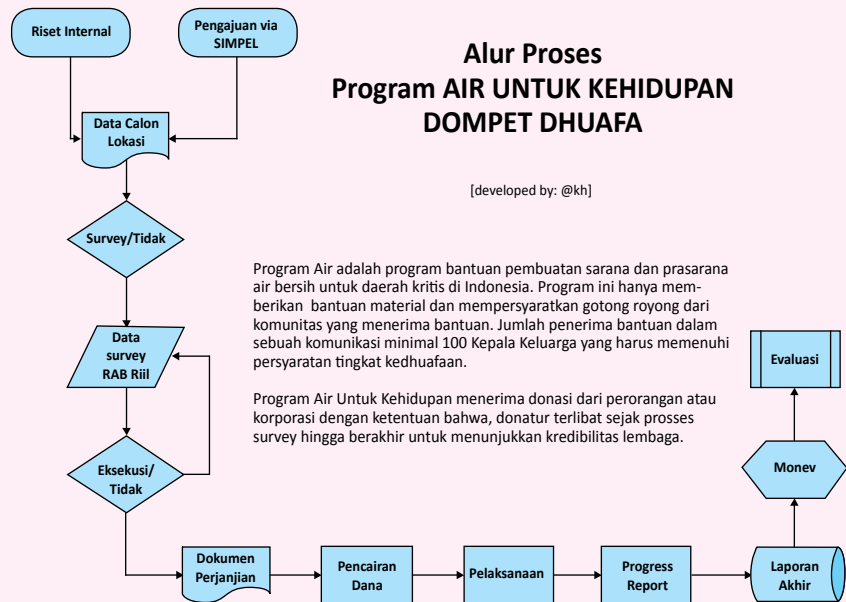 Riset Internal
Pengajuan via
SIMPEL
Alur Proses
Program AIR UNTUK KEHIDUPAN
DOMPET DHUAFA
Data Calon
Lokasi
[developed by: @kh]
Survey/Tidak
Program Air adalah program bantuan pembuatan sarana dan prasarana
air bersih untuk daerah kritis di Indonesia. Program ini hanya mem-
berikan bantuan material dan mempersyaratkan gotong royong dari
komunitas yang menerima bantuan. Jumlah penerima bantuan dalam
sebuah komunikasi minimal 100 Kepala Keluarga yang harus memenuhi
persyaratan tingkat kedhuafaan.
Program Air Untuk Kehidupan menerima donasi dari perorangan atau
korporasi dengan ketentuan bahwa, donatur terlibat sejak prosses
survey hingga berakhir untuk menunjukkan kredibilitas lembaga.
Data
survey
RAB Riil
Eksekusi/
Tidak
Dokumen
Perjanjian
Pencairan
Dana
Pelaksanaan
Progress
Report
Laporan
Akhir
Monev
Evaluasi